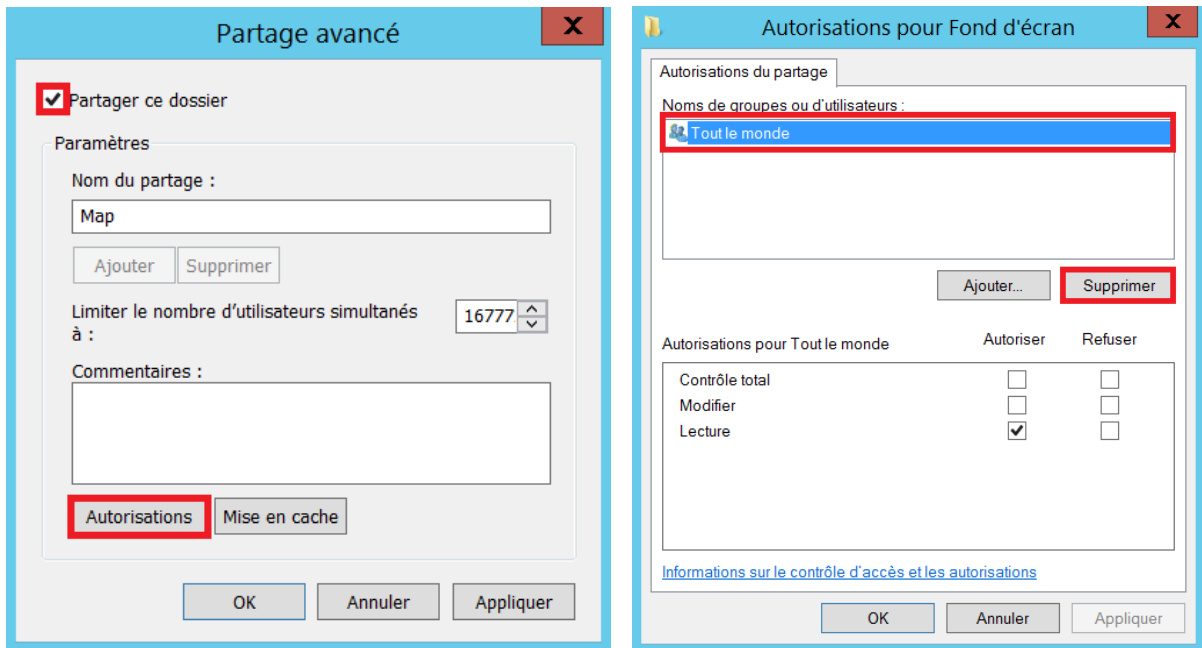 Partage avancé
X
Partager ce dossier
Paramètres
Nom du partage :
Map
Ajouter Supprimer
Limiter le nombre d'utilisateurs simultanés
à :
16777
Commentaires :
Autorisations Mise en cache
OK Annuler Appliquer
Autorisations pour Fond d'écran
X
Autorisations du partage
Noms de groupes ou d'utilisateurs :
Tout le monde
Ajouter... Supprimer
Autorisations pour Tout le monde Autoriser Refuser
Contrôle total
Modifier
Lecture
Informations sur le contrôle d'accès et les autorisations
OK Annuler Appliquer